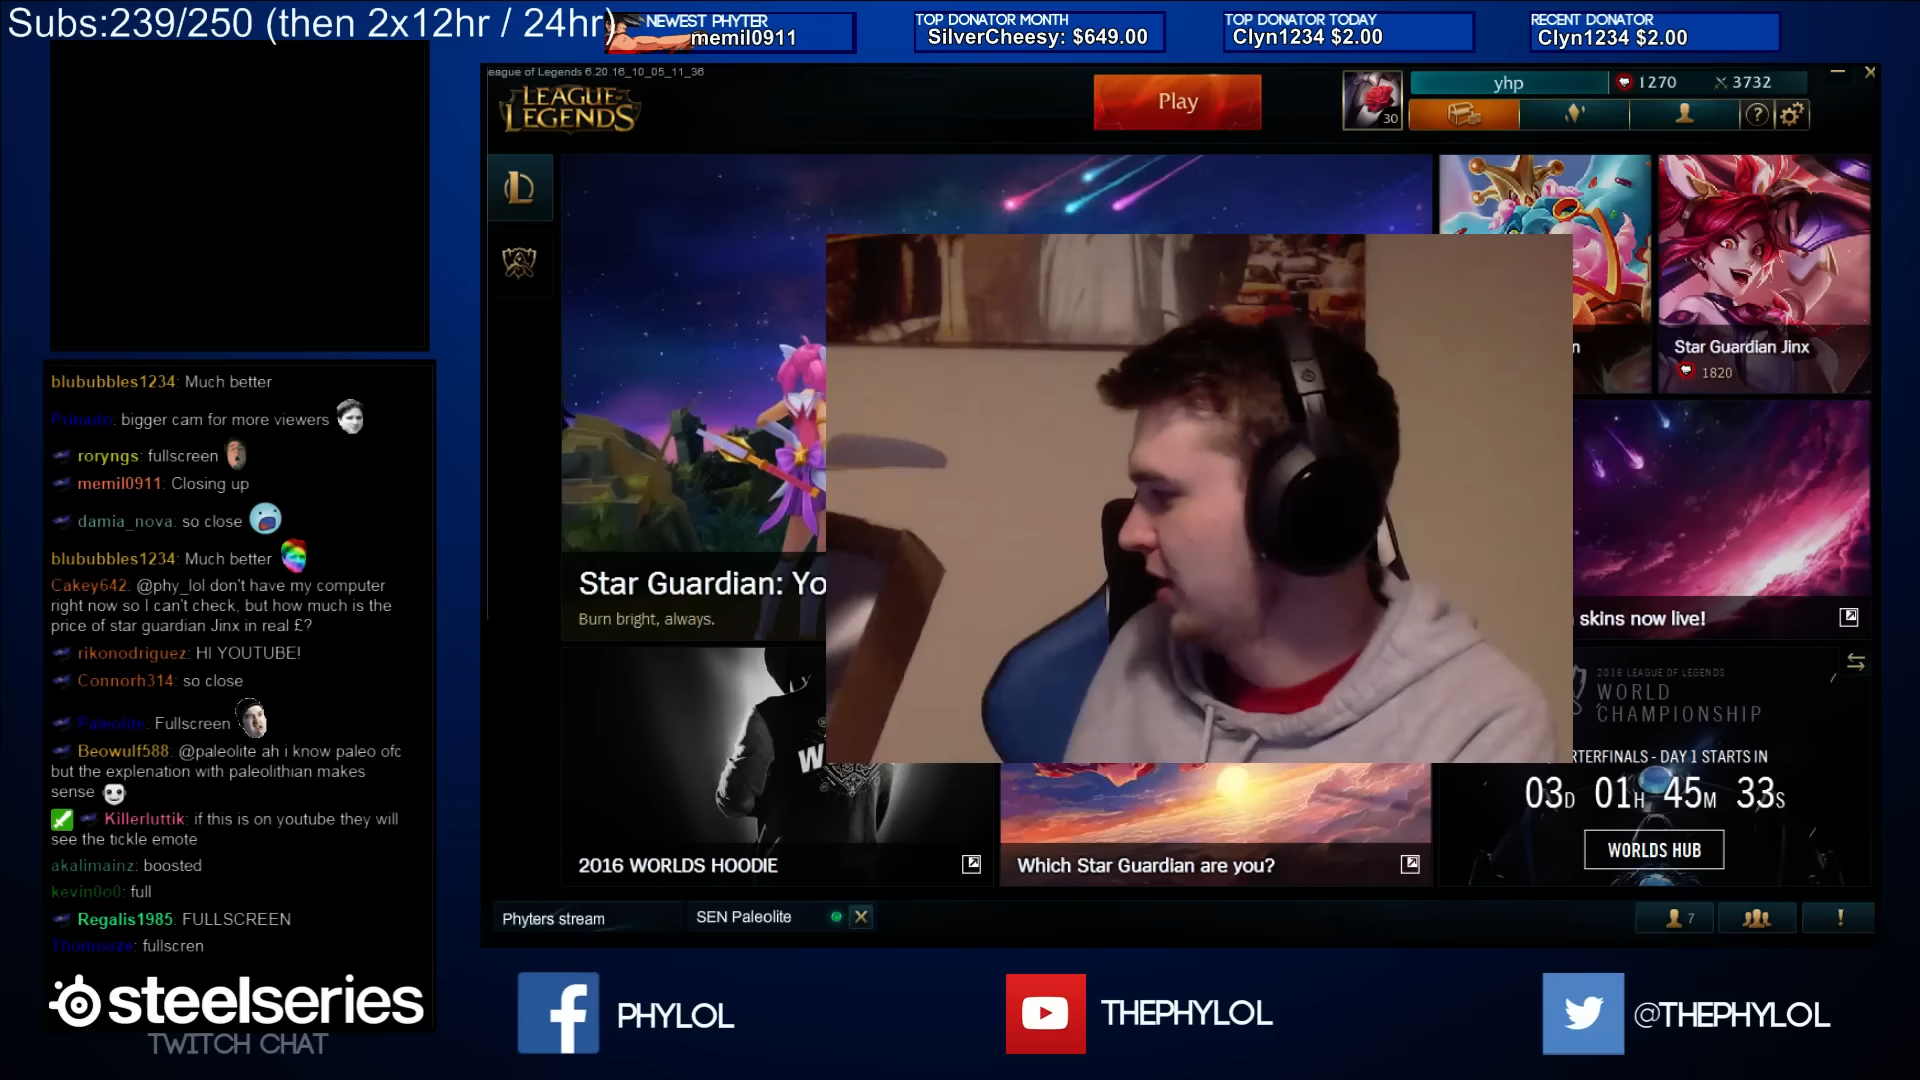 Subs:239/250 (then 2x12hr / 24hr)
NEWEST PHYTER
memil0911
TOP DONATOR MONTH
SilverCheesy: $649.00
TOP DONATOR TODAY
Clyn1234 $2.00
RECENT DONATOR
Clyn1234 $2.00
eague of Legends 6.20.16_10_05_11_36
LEAGUE OF
LEGENDS
Play
30
yhp
1270
3732
?
Star Guardian: Yo
Burn bright, always.
n
Star Guardian Jinx
1820
skins now live!
2016 LEAGUE OF LEGENDS
WORLD
CHAMPIONSHIP
RTERFINALS - DAY 1 STARTS IN
03D 01H 45M 33S
WORLDS HUB
W
2016 WORLDS HOODIE
Which Star Guardian are you?
Phyters stream
SEN Paleolite
7
!
blububbles1234: Much better
Prinado: bigger cam for more viewers
roryngs: fullscreen
memil0911: Closing up
damia_nova: so close
blububbles1234: Much better
Cakey642: @phy_lol don't have my computer
right now so I can't check, but how much is the
price of star guardian Jinx in real £?
rikonodriguez: HI YOUTUBE!
Connorh314: so close
Paleolite: Fullscreen
Beowulf588: @paleolite ah i know paleo ofc
but the explenation with paleolithian makes
sense
Killerluttik: if this is on youtube they will
see the tickle emote
akalimainz: boosted
kevin0o0: full
Regalis1985: FULLSCREEN
Thomooze: fullscren
steelseries
TWITCH CHAT
PHYLOL
THEPHYLOL
@THEPHYLOL